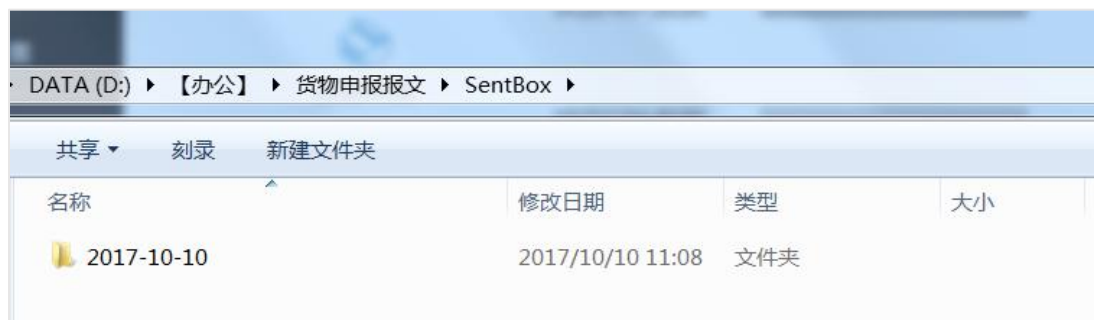 DATA (D:) ▸ 【办公】 ▸ 货物申报报文 ▸ SentBox ▸
共享 刻录 新建文件夹
名称 修改日期 类型 大小
2017-10-10 2017/10/10 11:08 文件夹